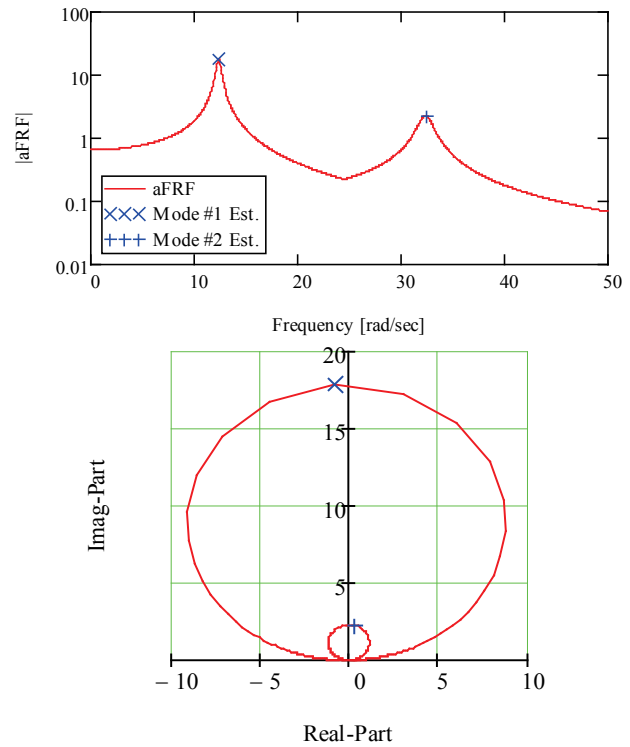 100
10
1
0.1
0.01
|aFRF|
aFRF
Mode #1 Est.
Mode #2 Est.
0 10 20 30 40 50
Frequency [rad/sec]
20
15
10
5
Imag-Part
– 10 – 5 0 5 10
Real-Part